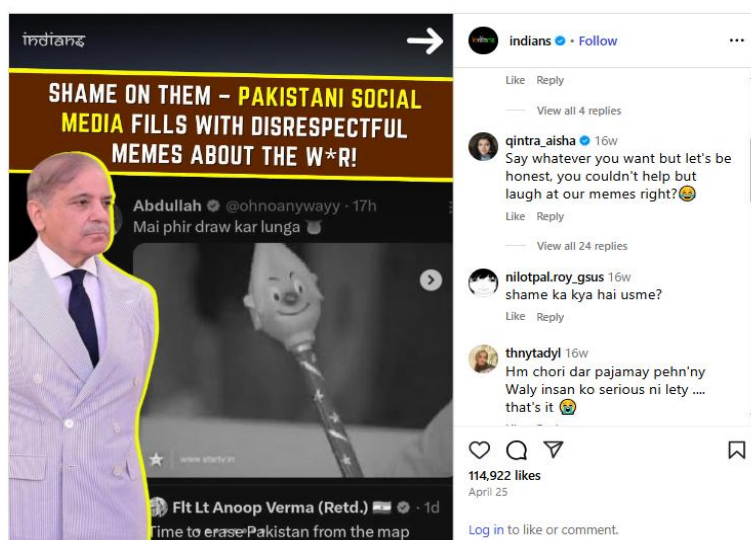 indians
SHAME ON THEM – PAKISTANI SOCIAL
MEDIA FILLS WITH DISRESPECTFUL
MEMES ABOUT THE W*R!
Abdullah @ohnoanywayy · 17h
Mai phir draw kar lunga
www.startv.in
Flt Lt Anoop Verma (Retd.) · 1d
Time to erase Pakistan from the map
indians • Follow
Like Reply
View all 4 replies
qintra_aisha 16w
Say whatever you want but let's be
honest, you couldn't help but
laugh at our memes right?😂
Like Reply
View all 24 replies
nilotpal.roy_gsus 16w
shame ka kya hai usme?
Like Reply
thnytadyl 16w
Hm chori dar pajamay pehn'ny
Waly insan ko serious ni lety ....
that's it 😭
114,922 likes
April 25
Log in to like or comment.